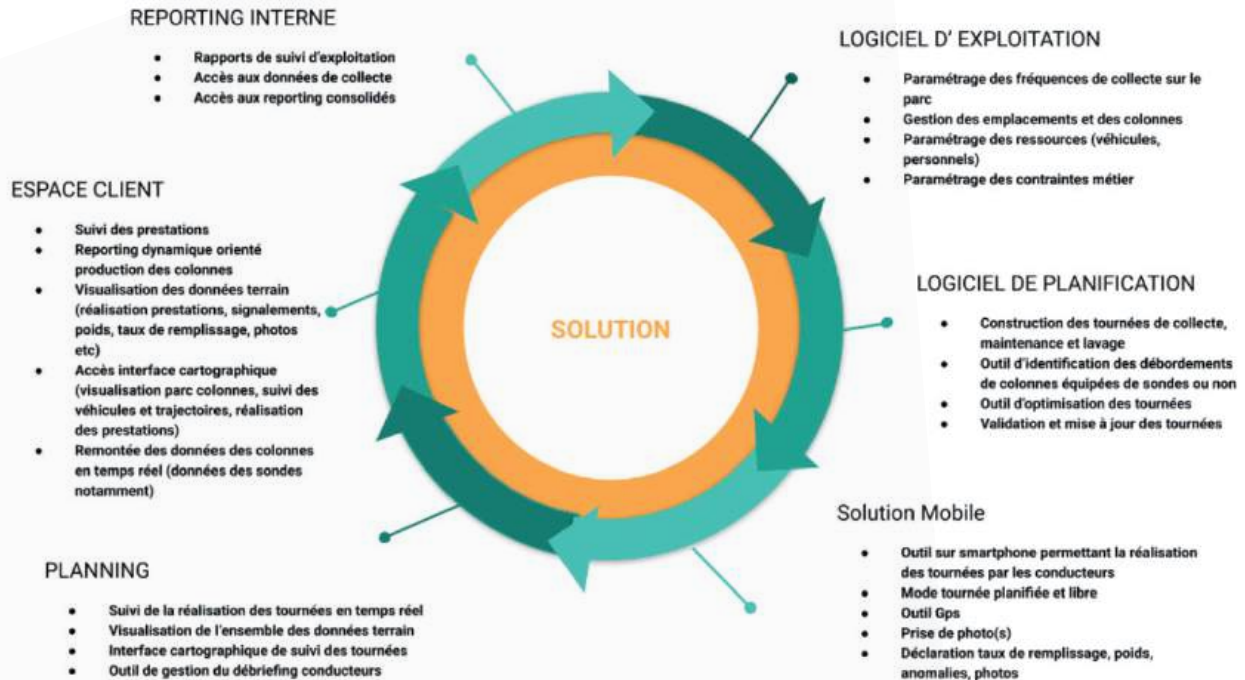 REPORTING INTERNE
● Rapports de suivi d'exploitation
● Accès aux données de collecte
● Accès aux reporting consolidés
LOGICIEL D' EXPLOITATION
● Paramétrage des fréquences de collecte sur le
parc
● Gestion des emplacements et des colonnes
● Paramétrage des ressources (véhicules,
personnels)
● Paramétrage des contraintes métier
ESPACE CLIENT
● Suivi des prestations
● Reporting dynamique orienté
production des colonnes
● Visualisation des données terrain
(réalisation prestations, signalements,
poids, taux de remplissage, photos
etc)
● Accès interface cartographique
(visualisation parc colonnes, suivi des
véhicules et trajectoires, réalisation
des prestations)
● Remontée des données des colonnes
en temps réel (données des sondes
notamment)
SOLUTION
LOGICIEL DE PLANIFICATION
● Construction des tournées de collecte,
maintenance et lavage
● Outil d'identification des débordements
de colonnes équipées de sondes ou non
● Outil d'optimisation des tournées
● Validation et mise à jour des tournées
PLANNING
● Suivi de la réalisation des tournées en temps réel
● Visualisation de l'ensemble des données terrain
● Interface cartographique de suivi des tournées
● Outil de gestion du débriefing conducteurs
Solution Mobile
● Outil sur smartphone permettant la réalisation
des tournées par les conducteurs
● Mode tournée planifiée et libre
● Outil Gps
● Prise de photo(s)
● Déclaration taux de remplissage, poids,
anomalies, photos